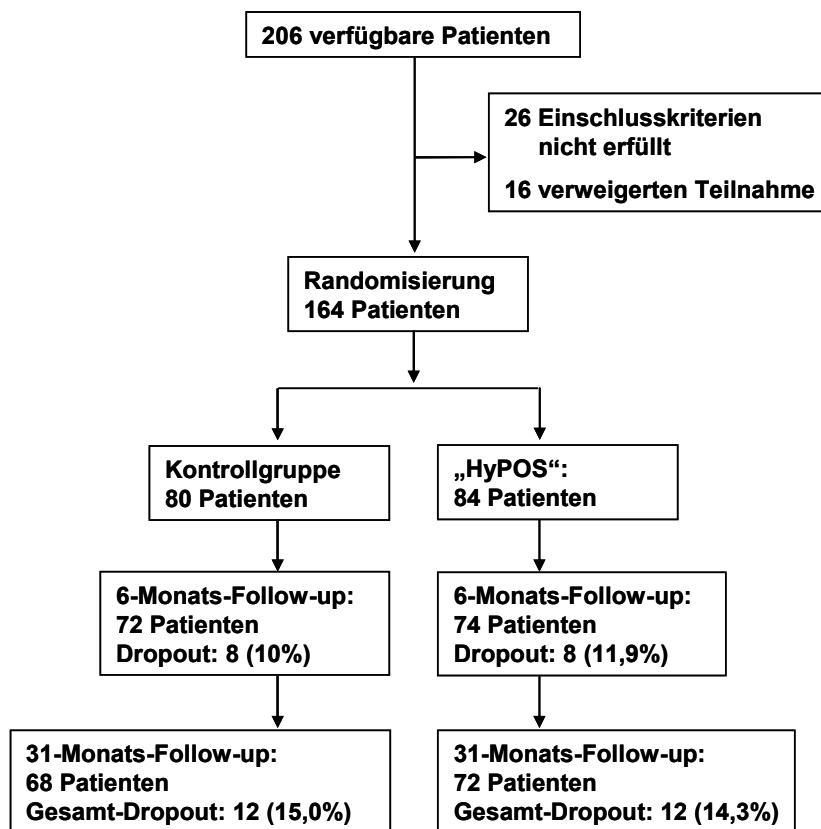 206 verfügbare Patienten
26 Einschlusskriterien
nicht erfüllt
16 verweigerten Teilnahme
Randomisierung
164 Patienten
Kontrollgruppe
80 Patienten
„HyPOS“:
84 Patienten
6-Monats-Follow-up:
72 Patienten
Dropout: 8 (10%)
6-Monats-Follow-up:
74 Patienten
Dropout: 8 (11,9%)
31-Monats-Follow-up:
68 Patienten
Gesamt-Dropout: 12 (15,0%)
31-Monats-Follow-up:
72 Patienten
Gesamt-Dropout: 12 (14,3%)